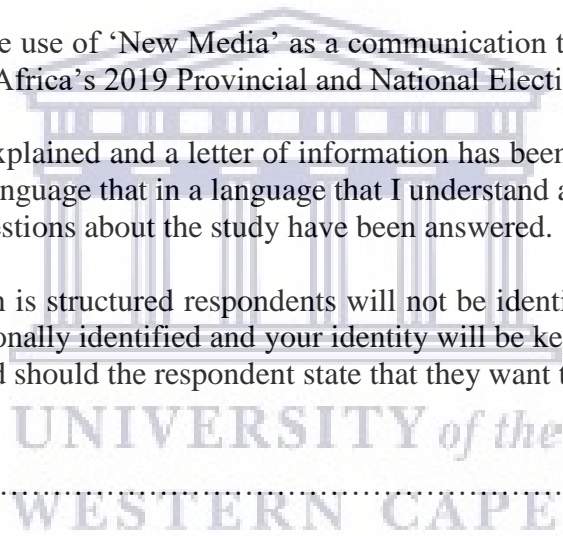 e use of ‘New Media’ as a communication t
Africa’s 2019 Provincial and National Electi
xplained and a letter of information has been
nguage that in a language that I understand a
estions about the study have been answered.
n is structured respondents will not be identi
onally identified and your identity will be ke
d should the respondent state that they want t
UNIVERSITY of the
……………………………………………
WESTERN CAPE